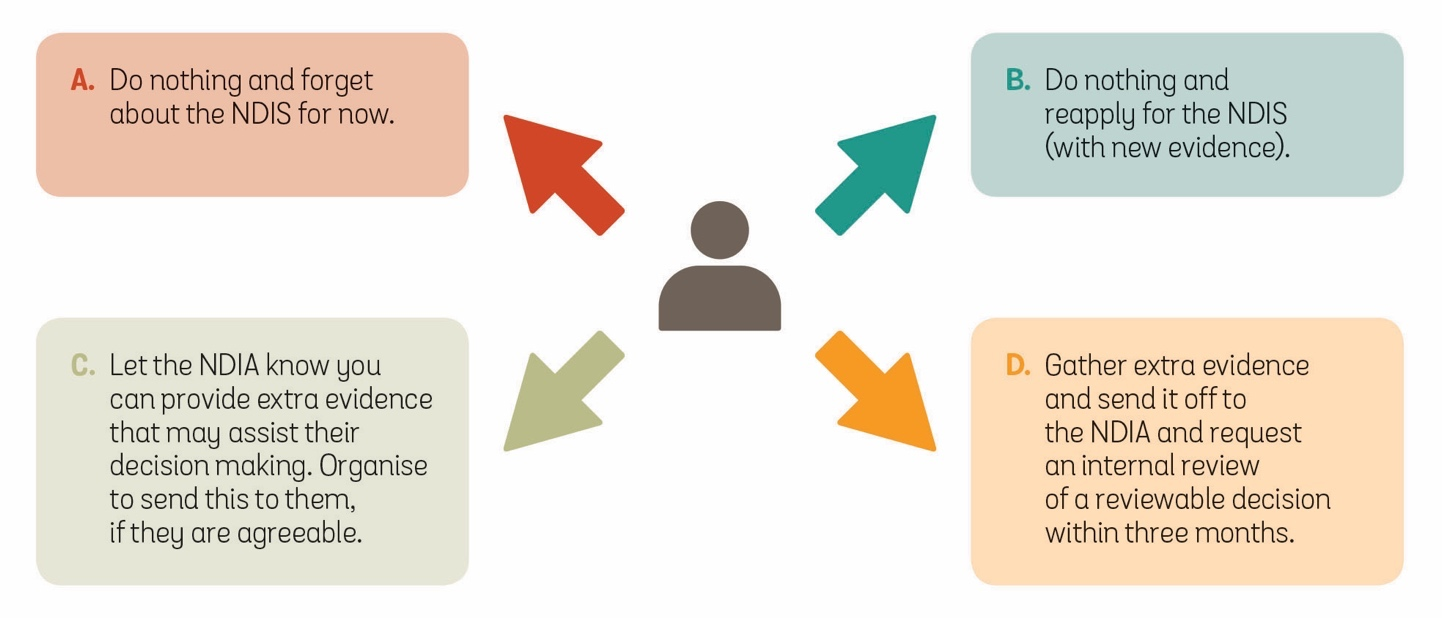 A. Do nothing and forget
about the NDIS for now.
B. Do nothing and
reapply for the NDIS
(with new evidence).
C. Let the NDIA know you
can provide extra evidence
that may assist their
decision making. Organise
to send this to them,
if they are agreeable.
D. Gather extra evidence
and send it off to
the NDIA and request
an internal review
of a reviewable decision
within three months.